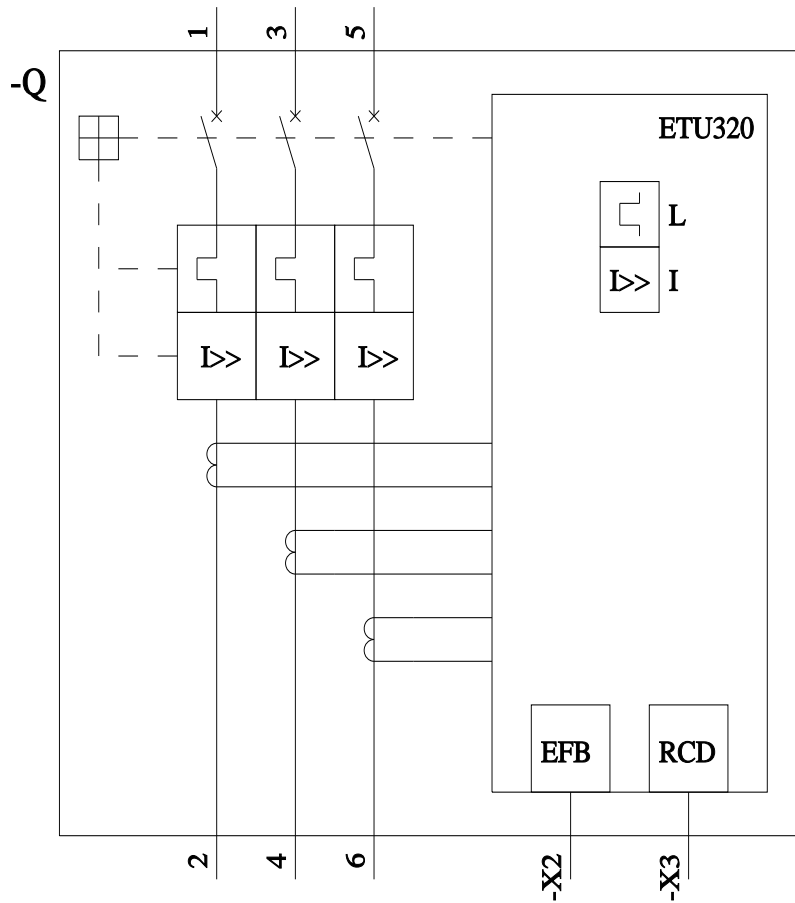 1 3 5
-Q
ETU320
L
I>> I
I>> I>> I>>
EFB RCD
2 4 6 -X2 -X3